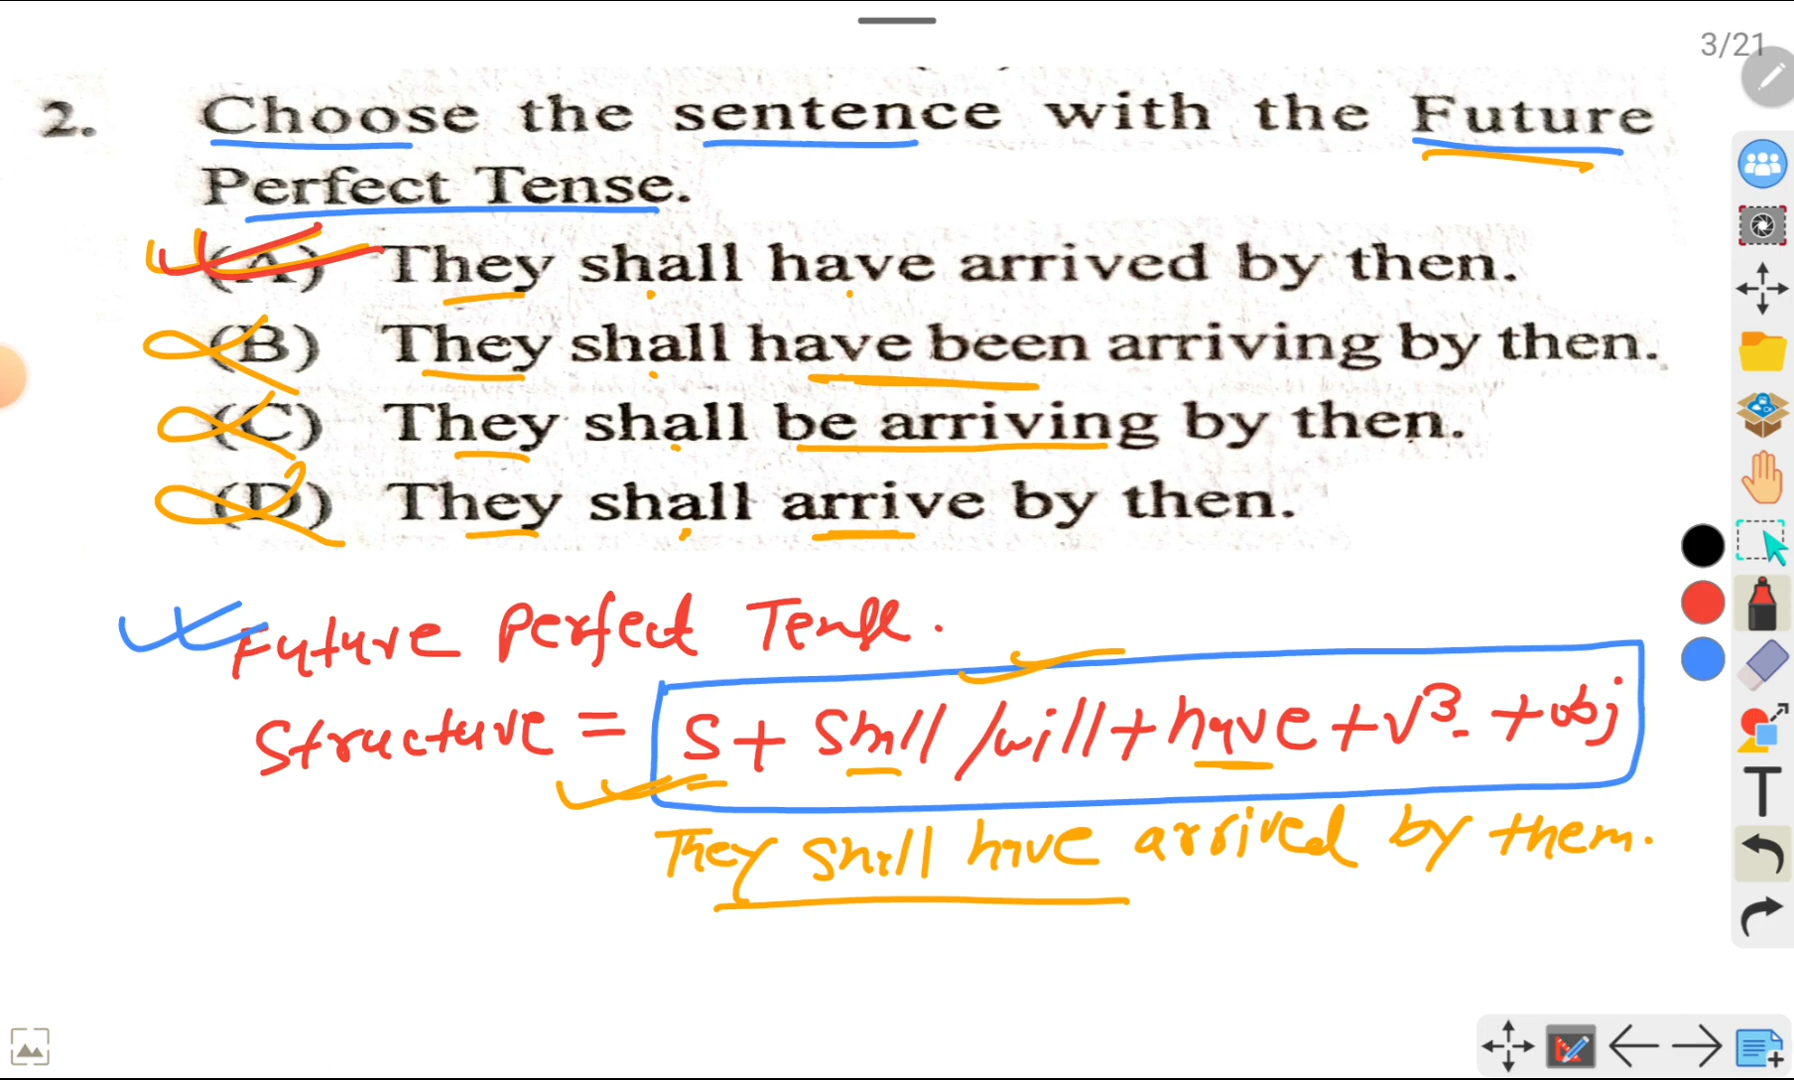 3/21
2. Choose the sentence with the Future
Perfect Tense.
(A) They shall have arrived by then.
(B) They shall have been arriving by then.
(C) They shall be arriving by then.
(D) They shall arrive by then.
Future Perfect Tense.
Structure = S + Shall /will + have + V3 + obj
They shall have arrived by them.
T